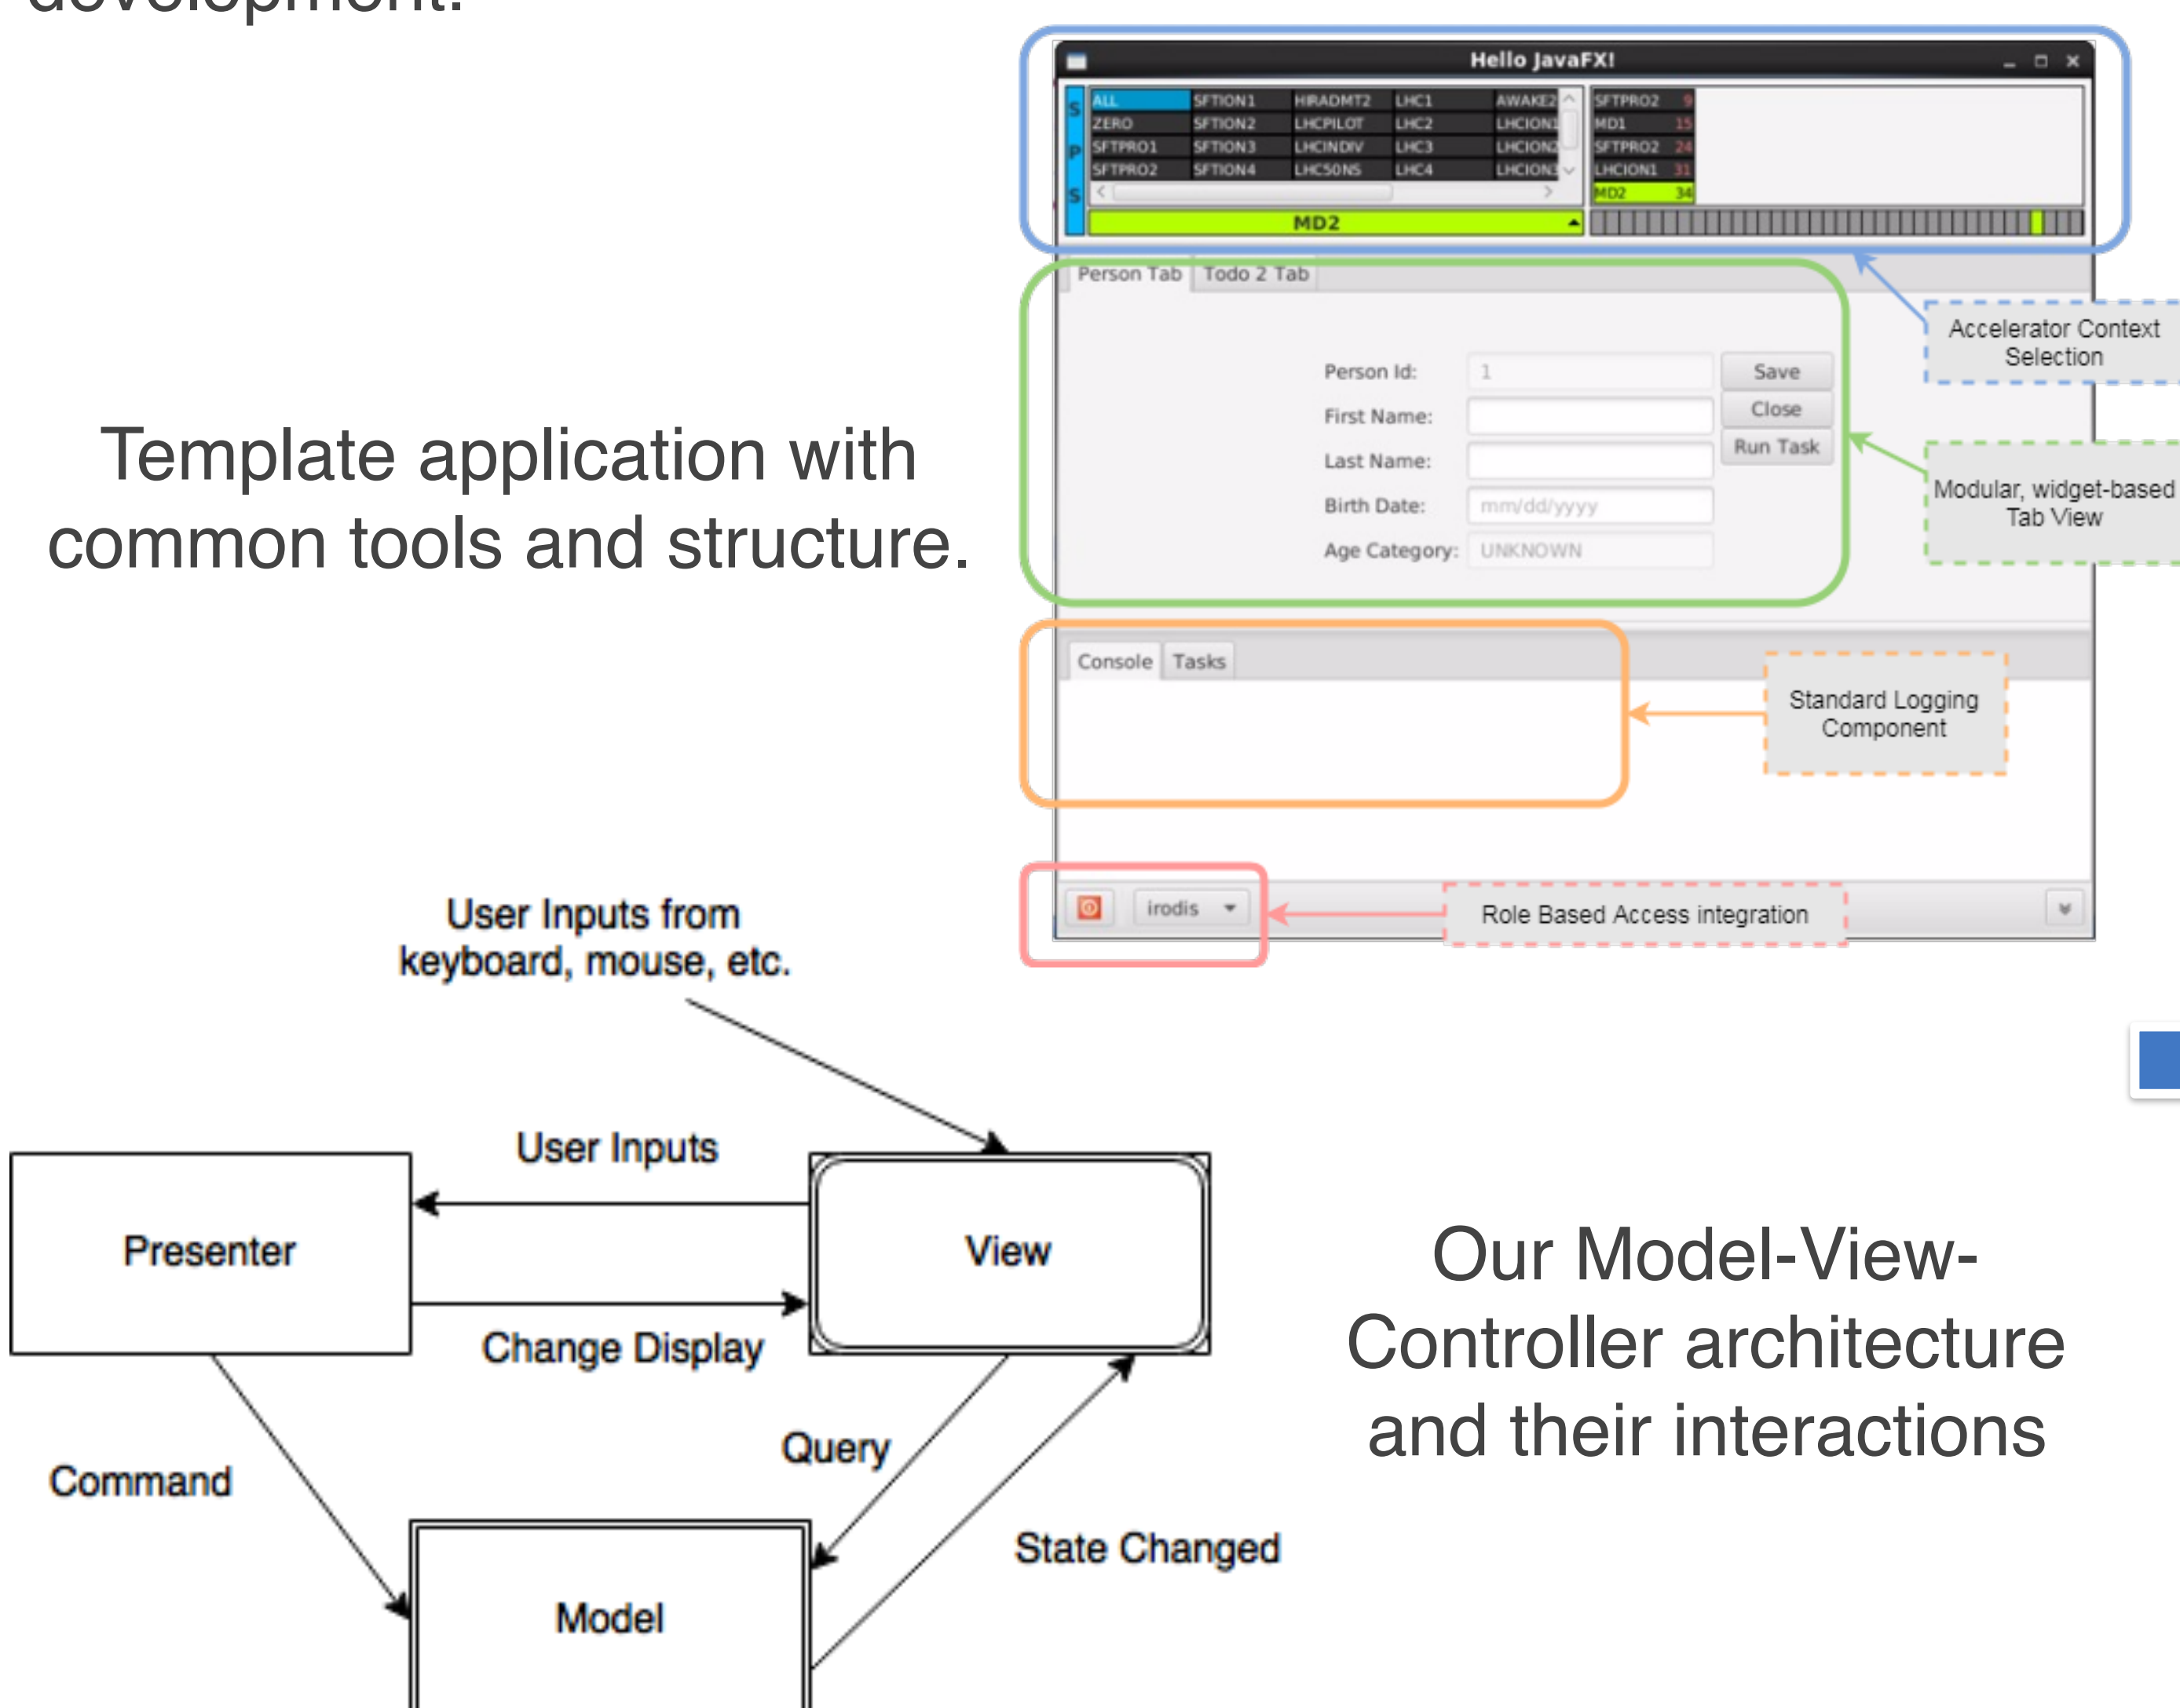 development.
Hello JavaFX!
S P S
ALL SFTION1 HIRADMT2 LHC1 AWAKE2
ZERO SFTION2 LHCPILOT LHC2 LHCION1
SFTPRO1 SFTION3 LHCINDIV LHC3 LHCION2
SFTPRO2 SFTION4 LHC50NS LHC4 LHCION3
MD2
SFTPRO2 9
MD1 15
SFTPRO2 24
LHCION1 31
MD2 34
Person Tab Todo 2 Tab
Accelerator Context
Selection
Person Id: 1 Save
First Name: Close
Last Name: Run Task
Birth Date: mm/dd/yyyy
Age Category: UNKNOWN
Modular, widget-based
Tab View
Template application with
common tools and structure.
Console Tasks
Standard Logging
Component
irodis
Role Based Access integration
User Inputs from
keyboard, mouse, etc.
User Inputs
Presenter
View
Change Display
Query
Command
State Changed
Model
Our Model-View-
Controller architecture
and their interactions